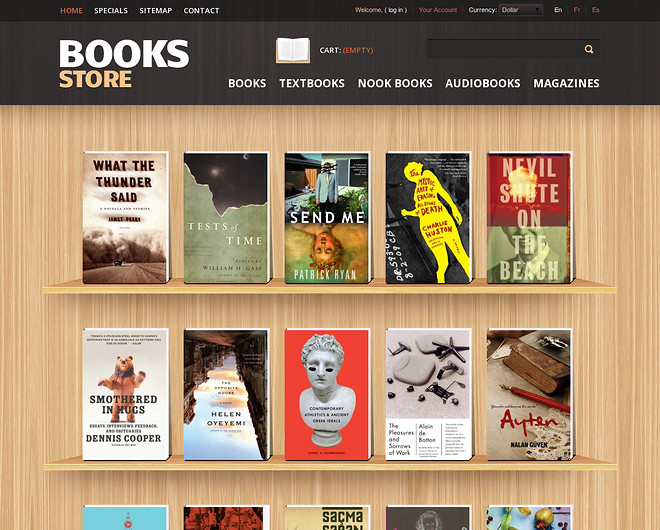 HOME SPECIALS SITEMAP CONTACT
Welcome, ( log in ) Your Account Currency: Dollar En Fr Es
BOOKS
STORE
CART: (EMPTY)
BOOKS TEXTBOOKS NOOK BOOKS AUDIOBOOKS MAGAZINES
WHAT THE
THUNDER
SAID
A NOVELLA AND STORIES
JANET PEERY
TESTS of
TIME
ESSAYS BY
WILLIAM H. GASS
SEND ME
PATRICK RYAN
The
MYSTIC
ARTS of
ERASING
ALL SIGNS
of DEATH
CHARLIE
HUSTON
NEVIL
SHUTE
ON
THE
BEACH
SMOTHERED
IN HUGS
ESSAYS, INTERVIEWS, FEEDBACK,
AND OBITUARIES
DENNIS COOPER
THE
OPPOSITE
HOUSE
HELEN
OYEYEMI
CONTEMPORARY
ATHLETICS & ANCIENT
GREEK IDEALS
The
Pleasures and
Sorrows
of Work
Alain
de
Botton
Ayten
NALAN GÜVEN
SAÇMA